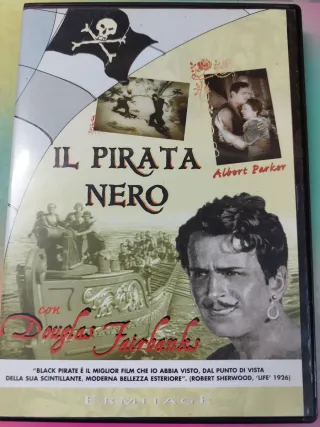 IL PIRATA
NERO
Albert Parker
con
Douglas Fairbanks
"BLACK PIRATE È IL MIGLIOR FILM CHE IO ABBIA VISTO, DAL PUNTO DI VISTA
DELLA SUA SCINTILLANTE, MODERNA BELLEZZA ESTERIORE". (ROBERT SHERWOOD, 'LIFE' 1926)
ERMITAGE